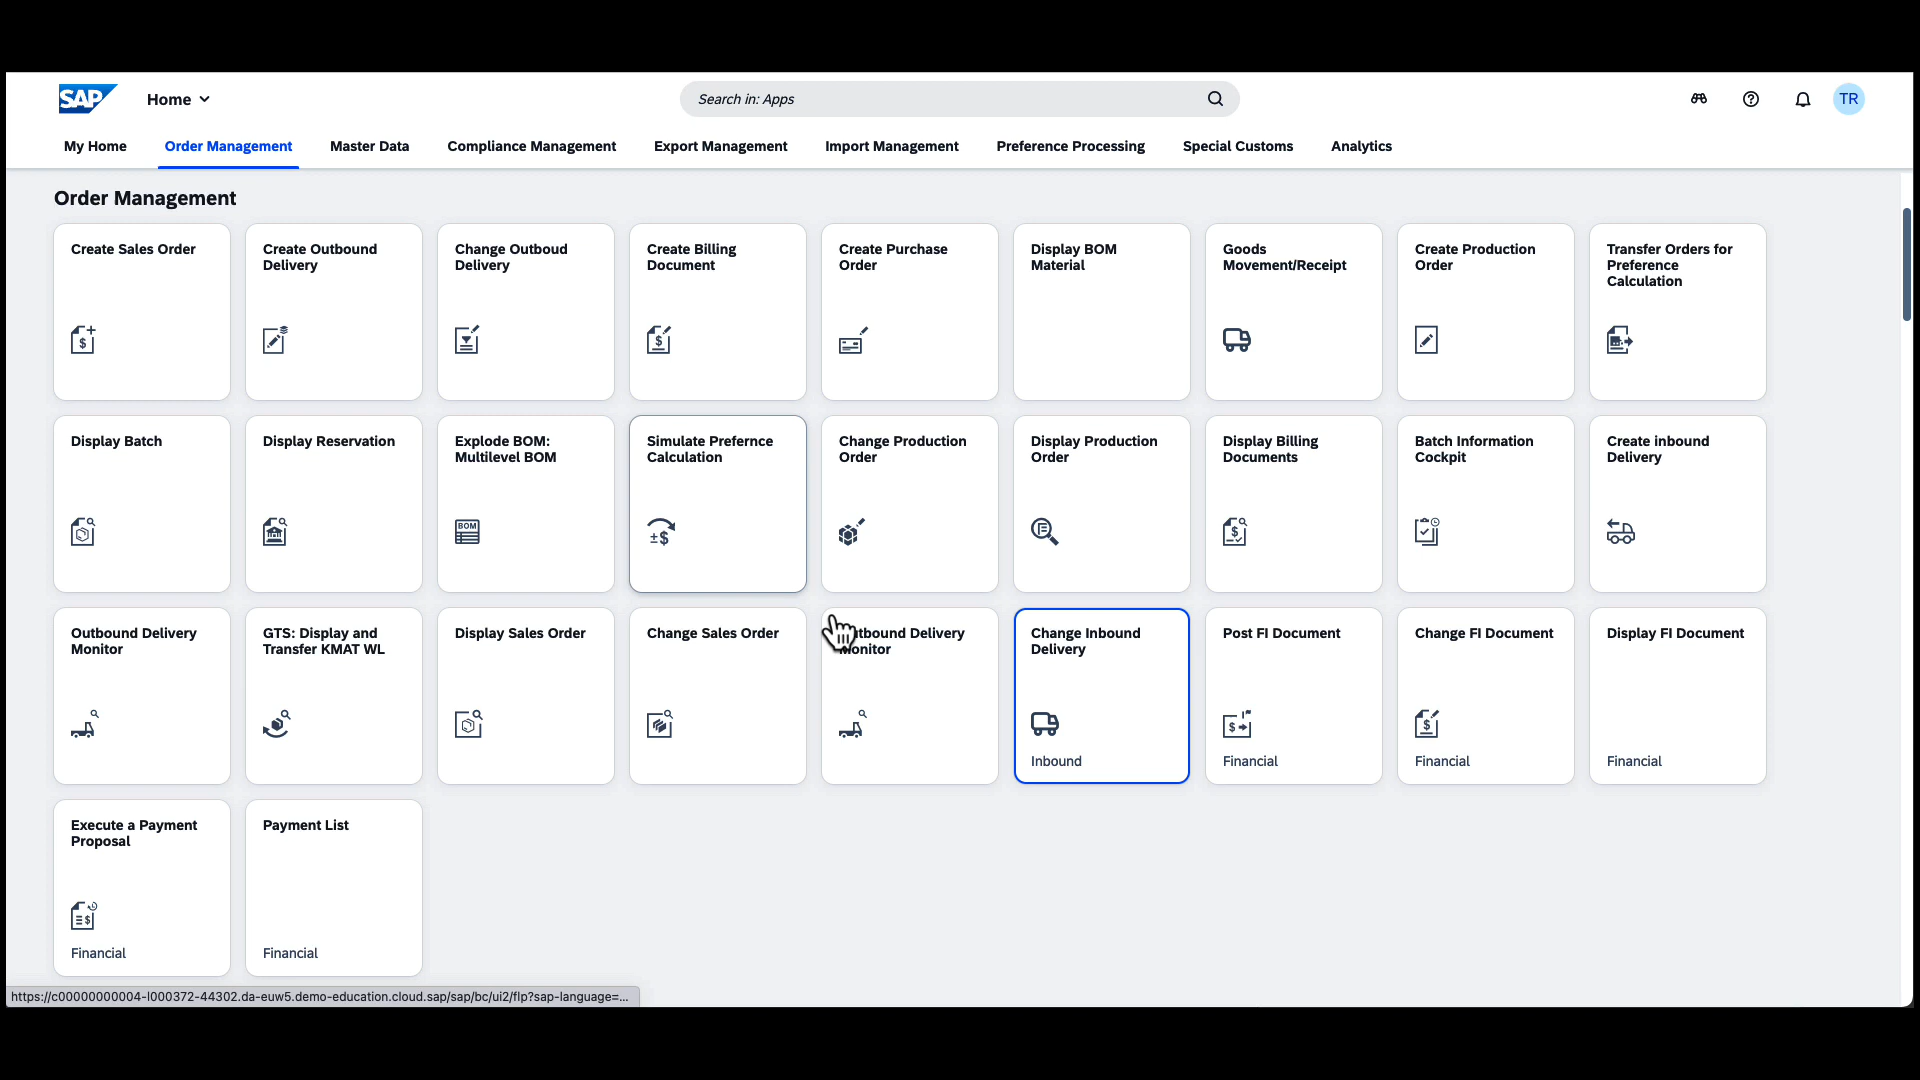 SAP Home
Search in: Apps
TR
My Home Order Management Master Data Compliance Management Export Management Import Management Preference Processing Special Customs Analytics
Order Management
Create Sales Order
Create Outbound
Delivery
Change Outboud
Delivery
Create Billing
Document
Create Purchase
Order
Display BOM
Material
Goods
Movement/Receipt
Create Production
Order
Transfer Orders for
Preference
Calculation
Display Batch
Display Reservation
Explode BOM:
Multilevel BOM
BOM
Simulate Prefernce
Calculation
Change Production
Order
Display Production
Order
Display Billing
Documents
Batch Information
Cockpit
Create inbound
Delivery
Outbound Delivery
Monitor
GTS: Display and
Transfer KMAT WL
Display Sales Order
Change Sales Order
tbound Delivery
Monitor
Change Inbound
Delivery
Inbound
Post FI Document
Financial
Change FI Document
Financial
Display FI Document
Financial
Execute a Payment
Proposal
Financial
Payment List
Financial
https://c00000000004-l000372-44302.da-euw5.demo-education.cloud.sap/sap/bc/ui2/flp?sap-language=...